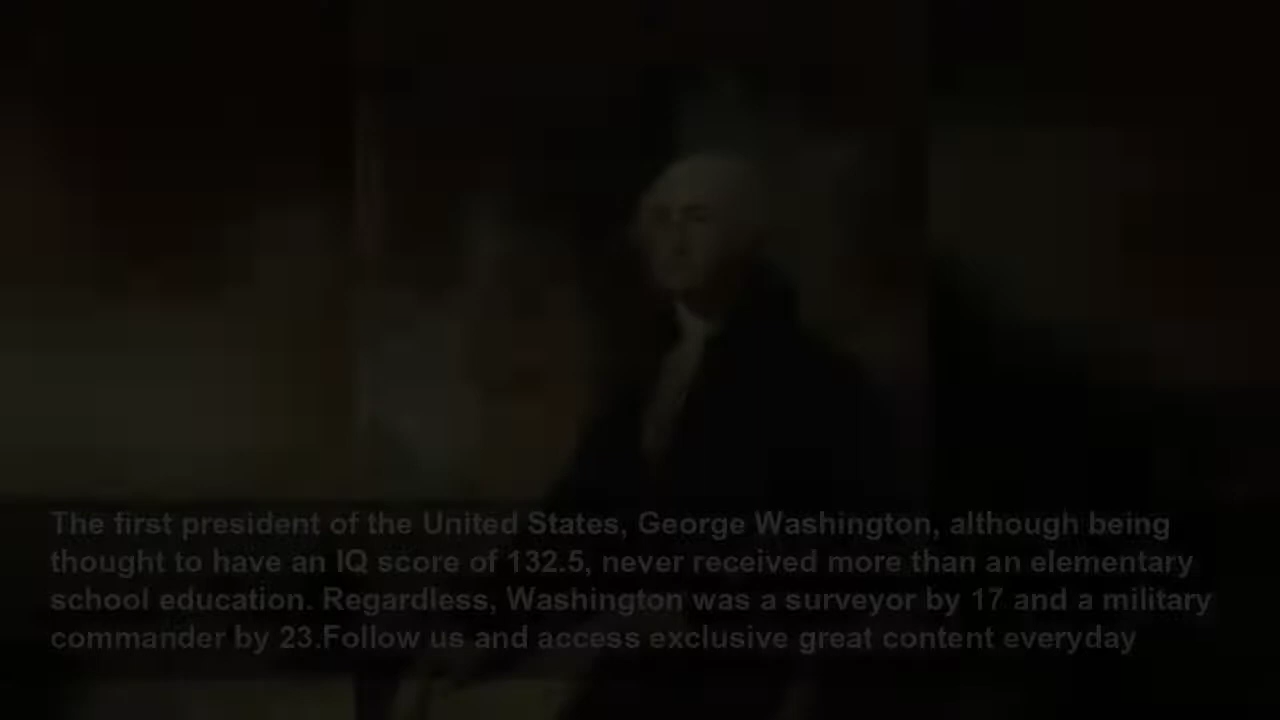 The first president of the United States, George Washington, although being
thought to have an IQ score of 132.5, never received more than an elementary
school education. Regardless, Washington was a surveyor by 17 and a military
commander by 23.Follow us and access exclusive great content everyday